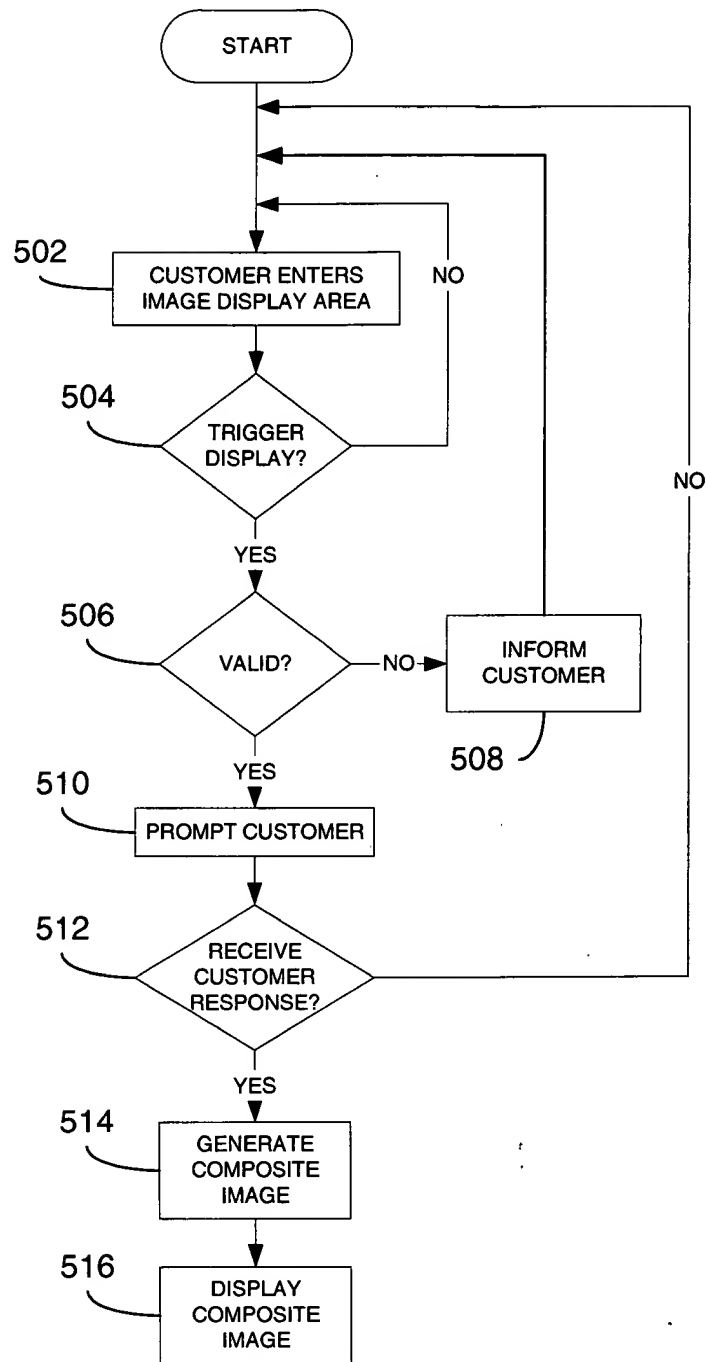 START
502
CUSTOMER ENTERS
IMAGE DISPLAY AREA
NO
504
TRIGGER
DISPLAY?
NO
YES
506
VALID?
NO
INFORM
CUSTOMER
508
YES
510
PROMPT CUSTOMER
512
RECEIVE
CUSTOMER
RESPONSE?
YES
514
GENERATE
COMPOSITE
IMAGE
516
DISPLAY
COMPOSITE
IMAGE